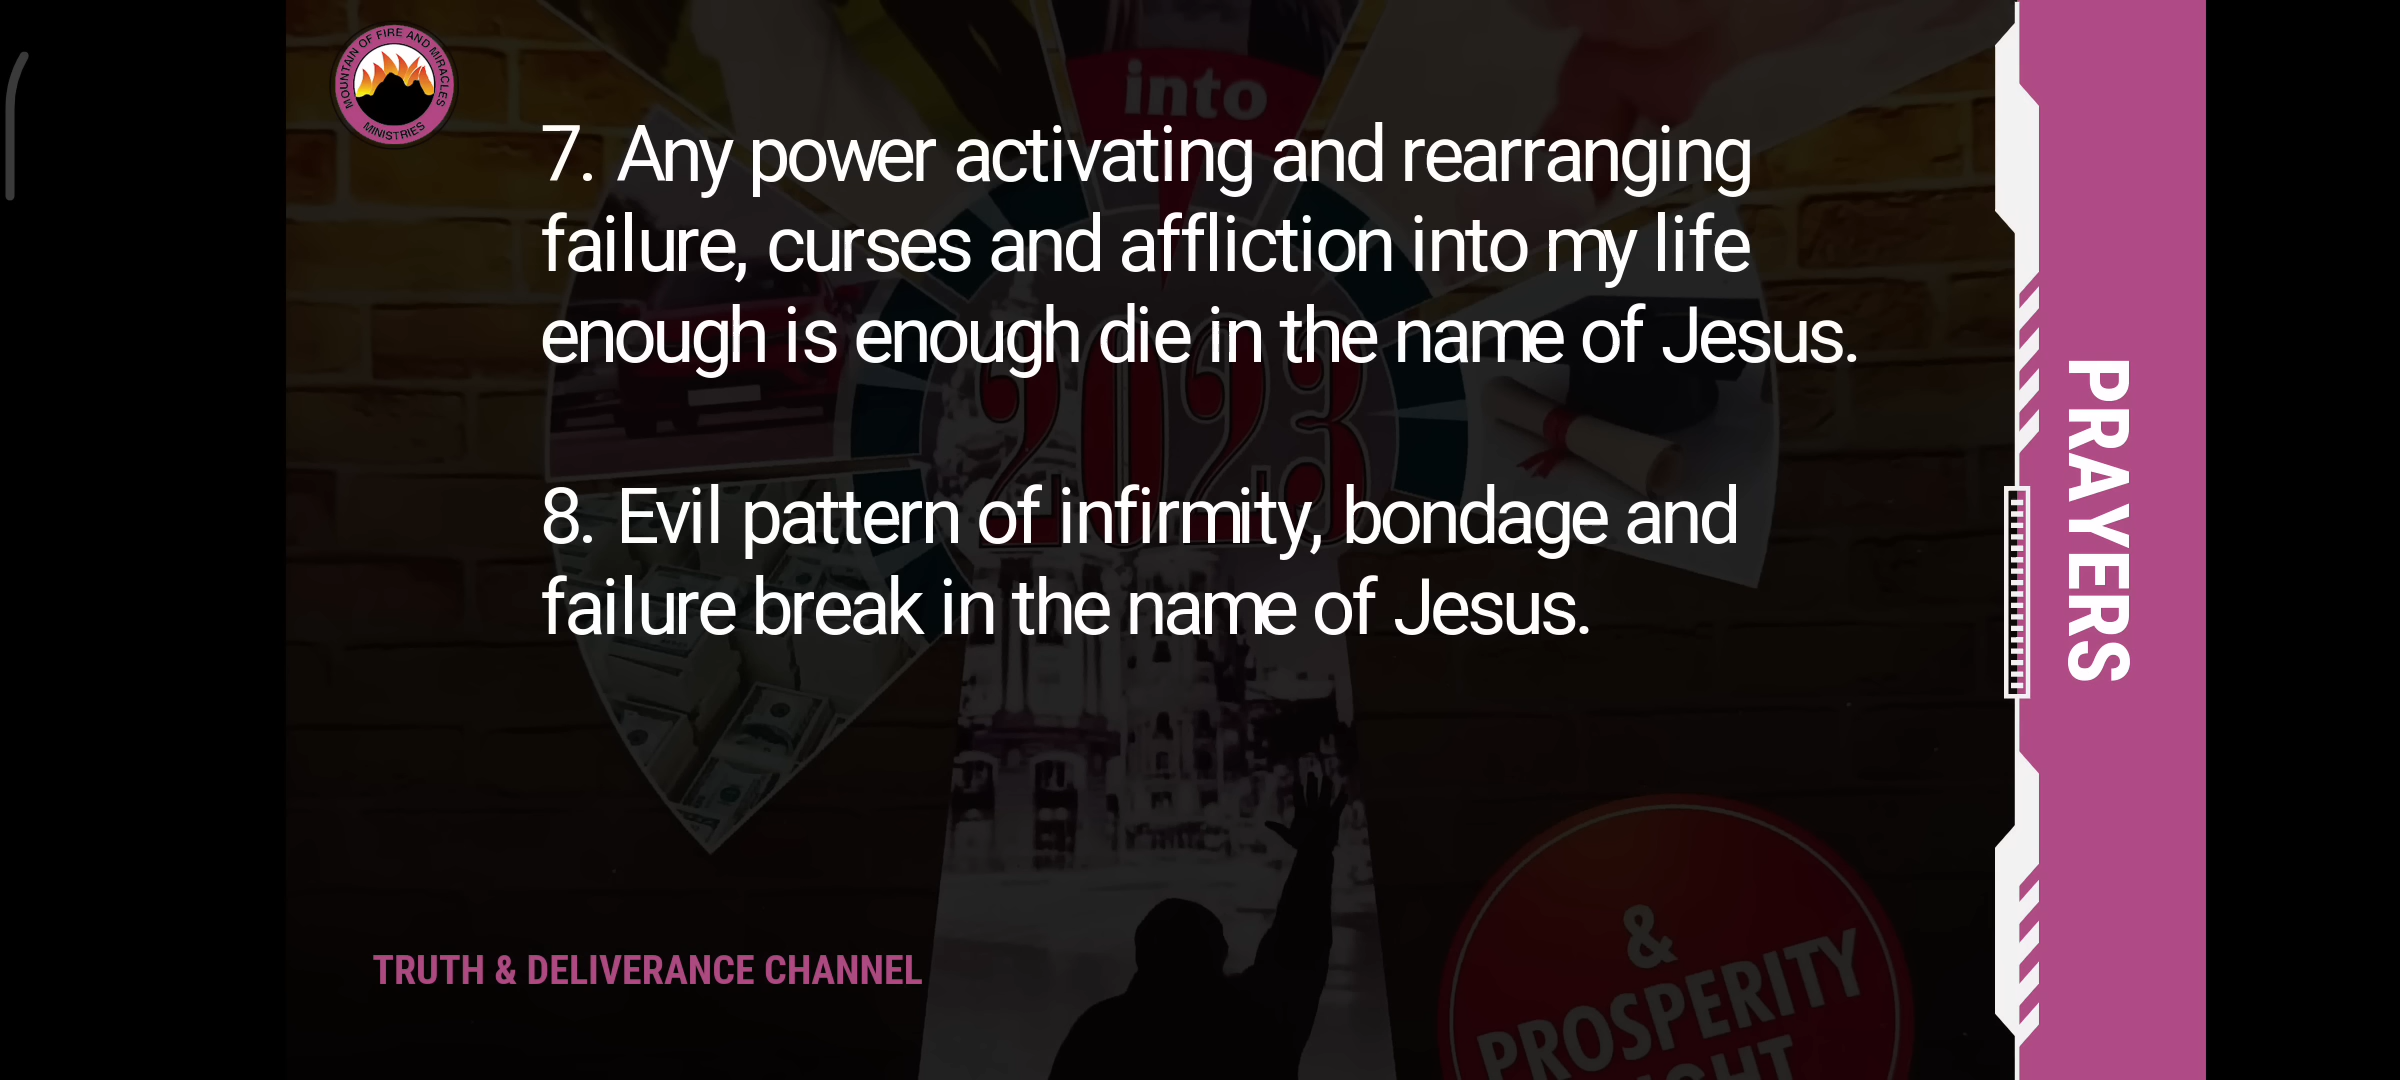 MOUNTAIN OF FIRE AND MIRACLES
MINISTRIES
into
7. Any power activating and rearranging
failure, curses and affliction into my life
enough is enough die in the name of Jesus.
2023
8. Evil pattern of infirmity, bondage and
failure break in the name of Jesus.
PRAYERS
TRUTH & DELIVERANCE CHANNEL
&
PROSPERITY